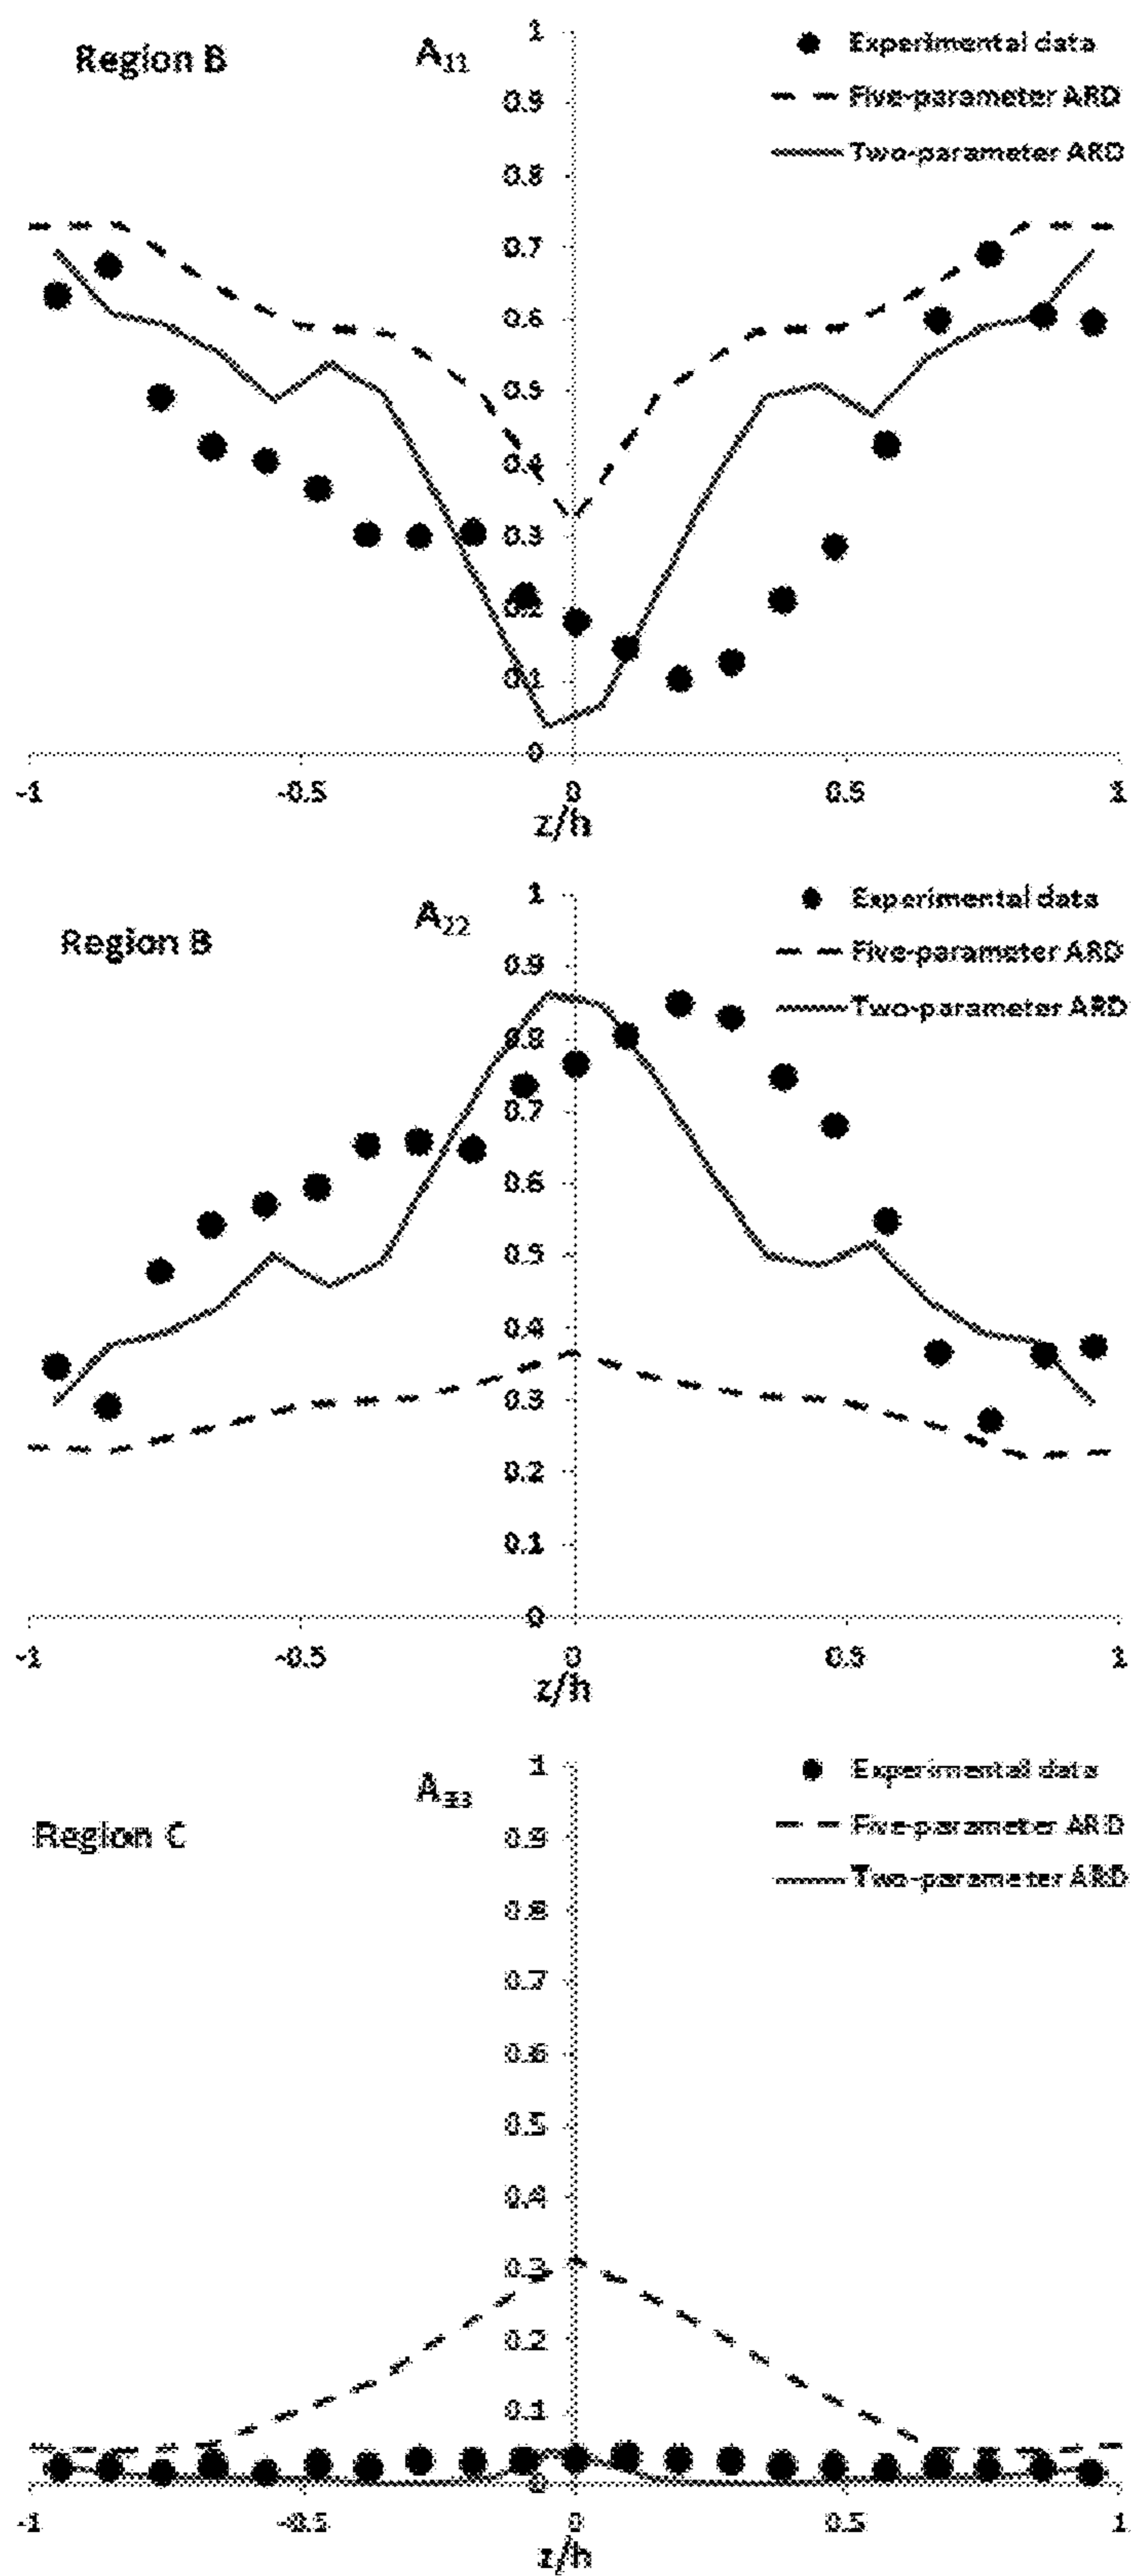 Region B
A11
Experimental data
Five-parameter ARD
Two-parameter ARD
1
0.9
0.8
0.7
0.6
0.5
0.4
0.3
0.2
0.1
0
-1
-0.5
0
0.5
1
z/h
Region B
A22
Experimental data
Five-parameter ARD
Two-parameter ARD
1
0.9
0.8
0.7
0.6
0.5
0.4
0.3
0.2
0.1
0
-1
-0.5
0
0.5
1
z/h
Region C
A33
Experimental data
Five-parameter ARD
Two-parameter ARD
1
0.9
0.8
0.7
0.6
0.5
0.4
0.3
0.2
0.1
0
-1
-0.5
0
0.5
1
z/h